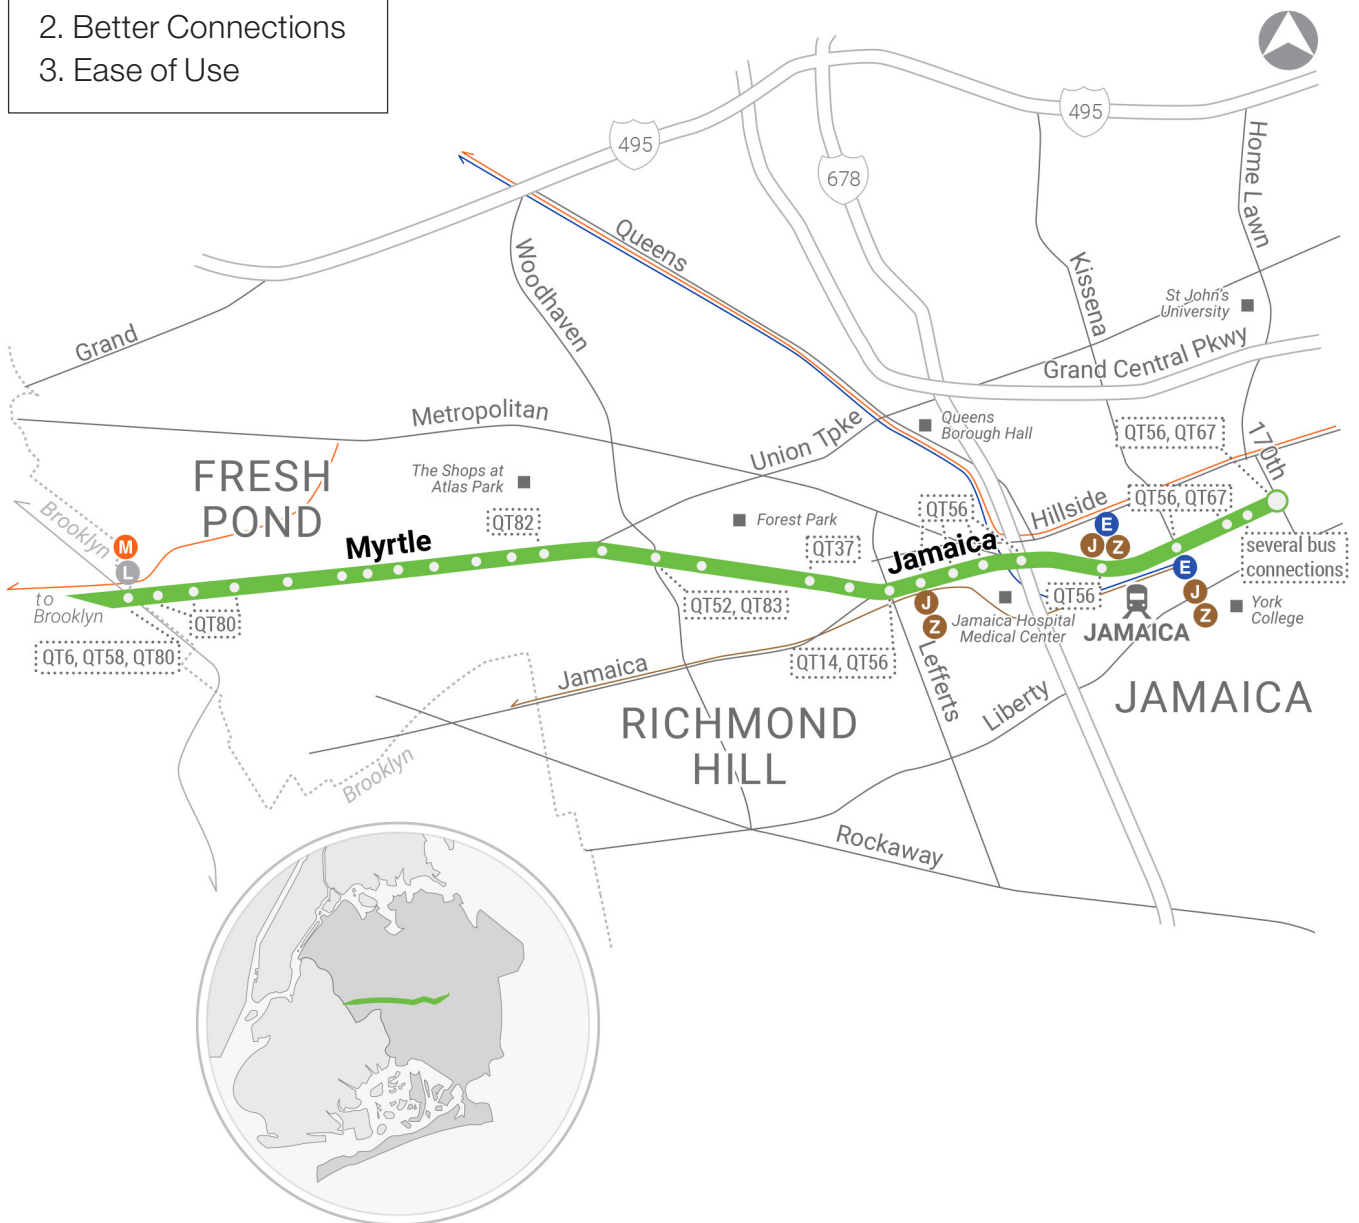 2. Better Connections
3. Ease of Use
495
495
678
Home Lawn
Queens
Woodhaven
Kissena
St John's
University
Grand
Grand Central Pkwy
Metropolitan
Union Tpke
Queens
Borough Hall
QT56, QT67
170th
FRESH
POND
The Shops at
Atlas Park
QT82
Forest Park
QT56
Hillside
QT56, QT67
Brooklyn
M
L
Myrtle
QT37
Jamaica
E
J
Z
several bus
connections
E
to
Brooklyn
QT80
QT52, QT83
J
Z
Jamaica Hospital
Medical Center
QT56
JAMAICA
J
Z
York
College
QT6, QT58, QT80
QT14, QT56
Jamaica
Lefferts
Liberty
JAMAICA
RICHMOND
HILL
Brooklyn
Rockaway